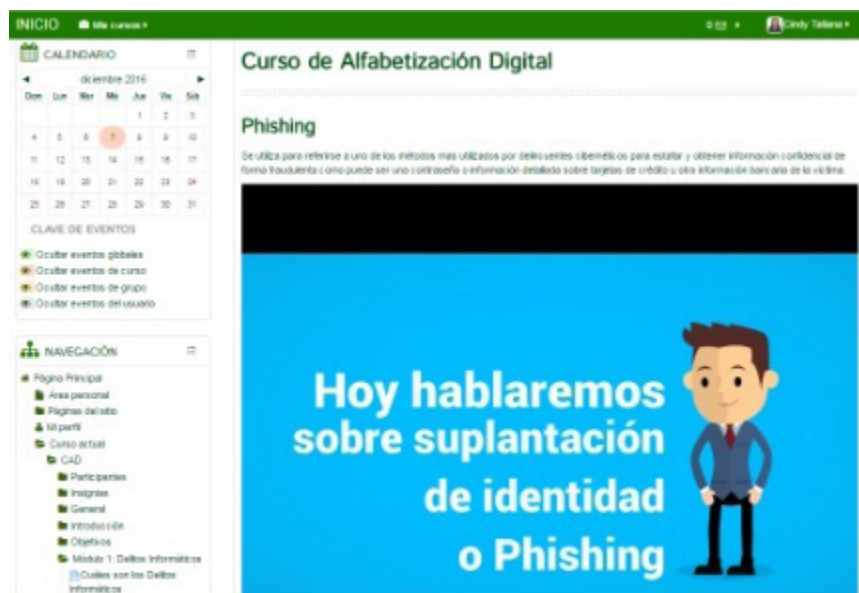 INICIO Mis cursos
Cindy Tatiana
CALENDARIO
diciembre 2016
Dom Lun Mar Mié Jue Vie Sáb
1 2 3
4 5 6 7 8 9 10
11 12 13 14 15 16 17
18 19 20 21 22 23 24
25 26 27 28 29 30 31
CLAVE DE EVENTOS
Ocultar eventos globales
Ocultar eventos de curso
Ocultar eventos de grupo
Ocultar eventos del usuario
NAVEGACIÓN
Página Principal
Área personal
Páginas del sitio
Mi perfil
Curso actual
CAD
Participantes
Insignias
General
Introducción
Objetivos
Módulo 1: Delitos Informáticos
Cuáles son los Delitos
Informáticos
Curso de Alfabetización Digital
Phishing
Se utiliza para referirse a uno de los métodos mas utilizados por delincuentes cibernéticos para estafar y obtener información confidencial de
forma fraudulenta como puede ser una contraseña o información detallada sobre tarjetas de crédito u otra información bancaria de la victima.
Hoy hablaremos
sobre suplantación
de identidad
o Phishing